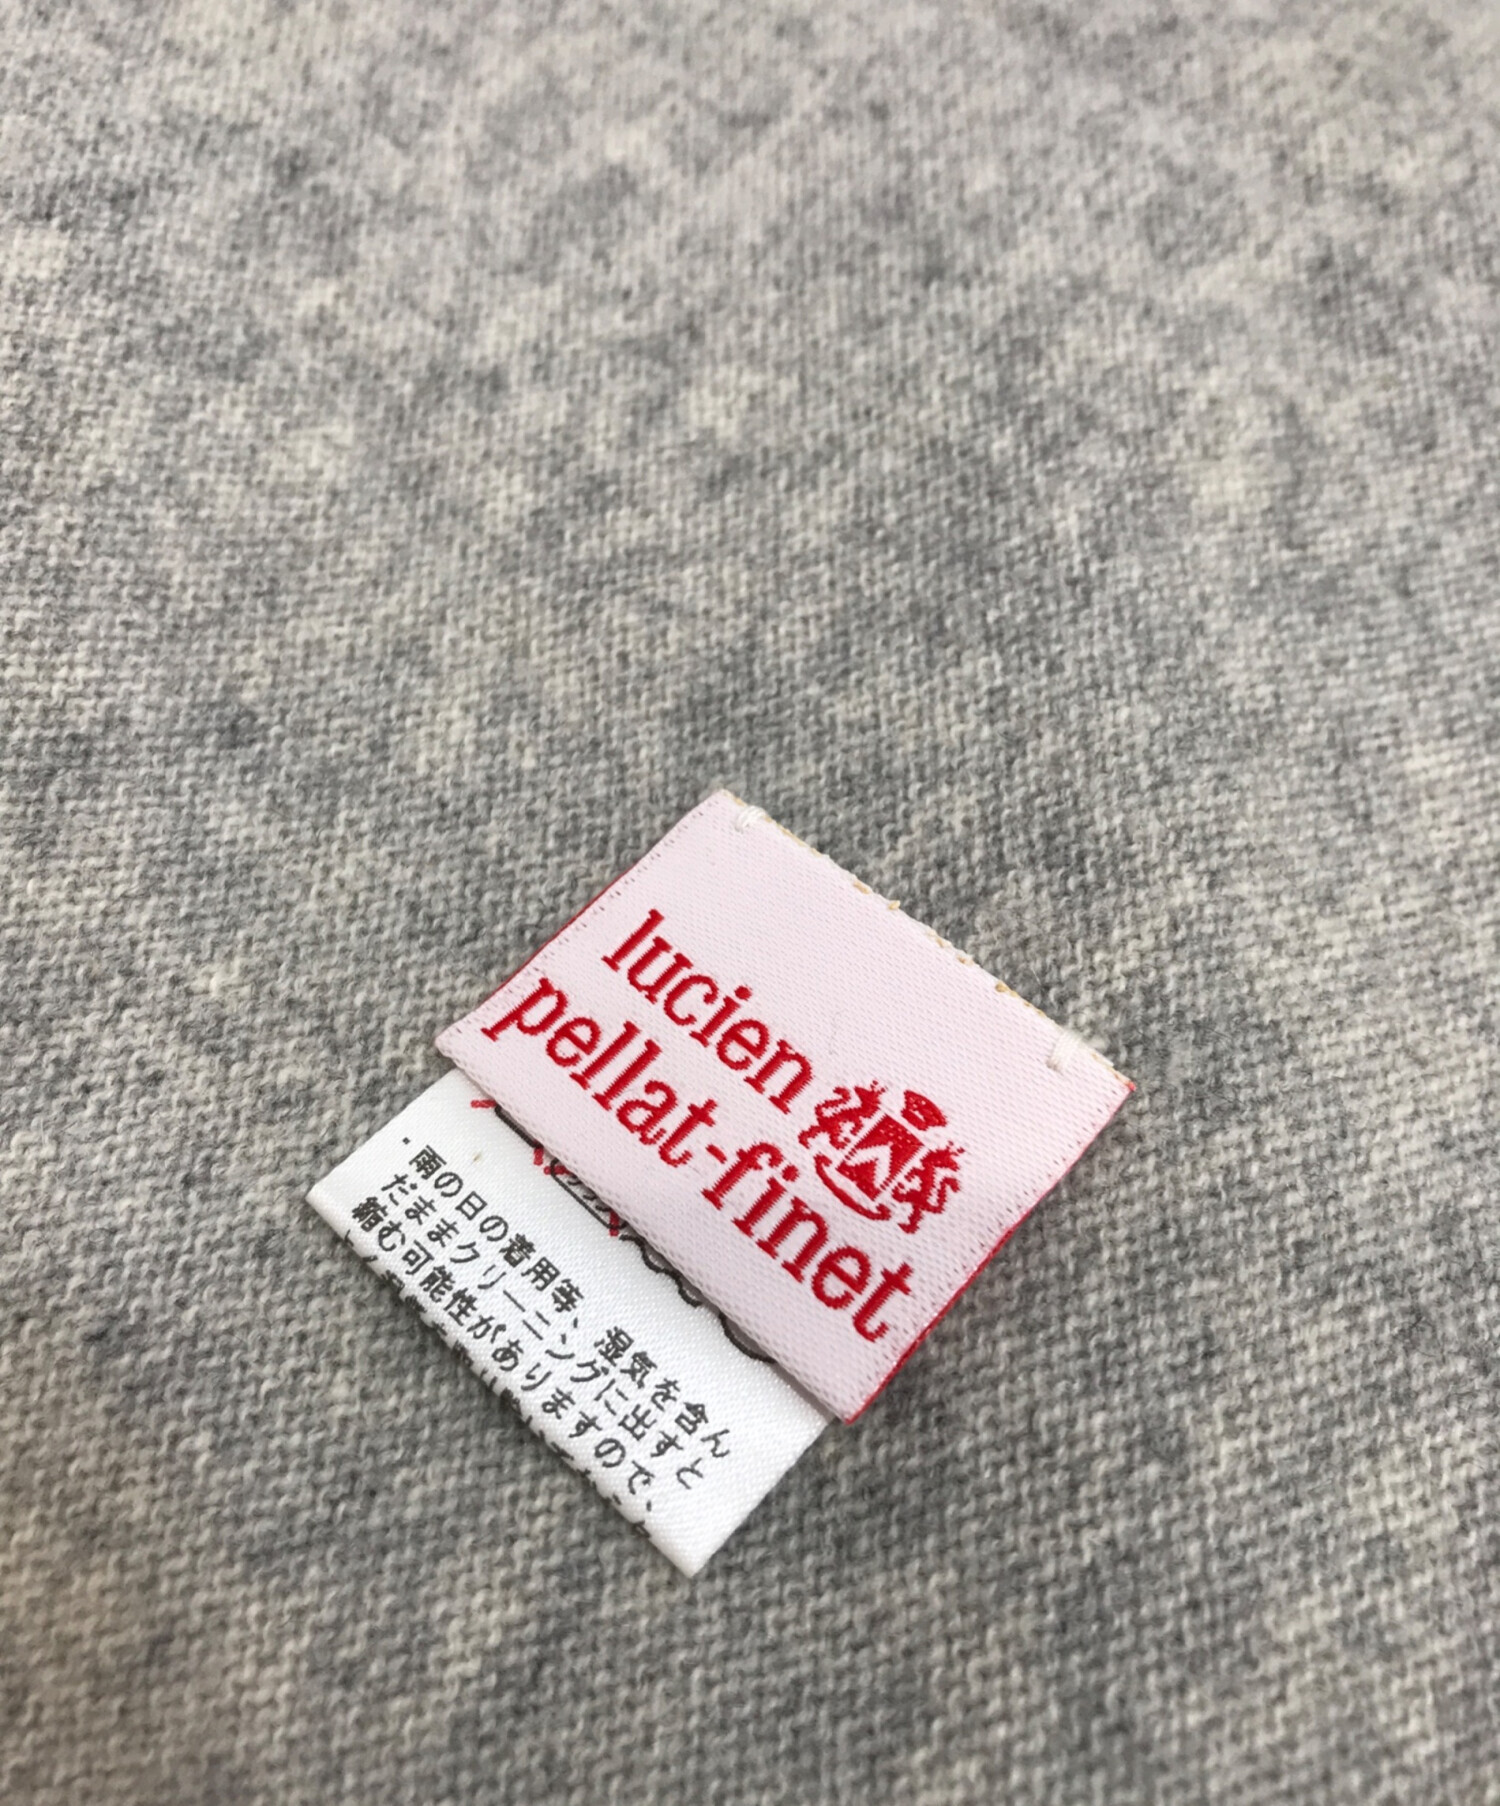 lucien
pellat-finet
・雨の日の着用等、湿気を含ん
だままクリーニングに出すと
縮む可能性がありますので、